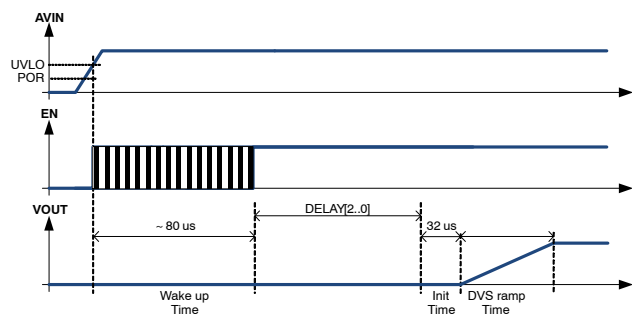 AVIN
UVLO
POR
EN
VOUT
DELAY[2..0]
~ 80 us
32 us
Wake up
Time
Init
Time
DVS ramp
Time